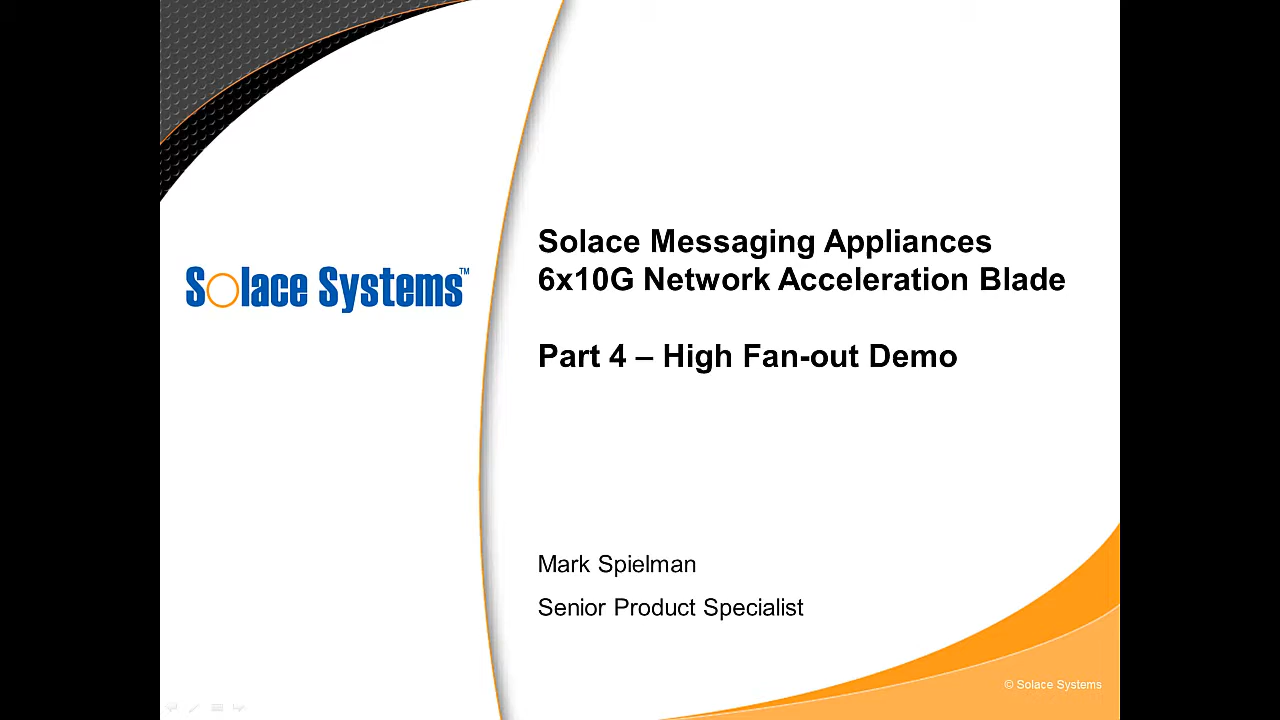 Solace Systems™
Solace Messaging Appliances
6x10G Network Acceleration Blade
Part 4 – High Fan-out Demo
Mark Spielman
Senior Product Specialist
© Solace Systems